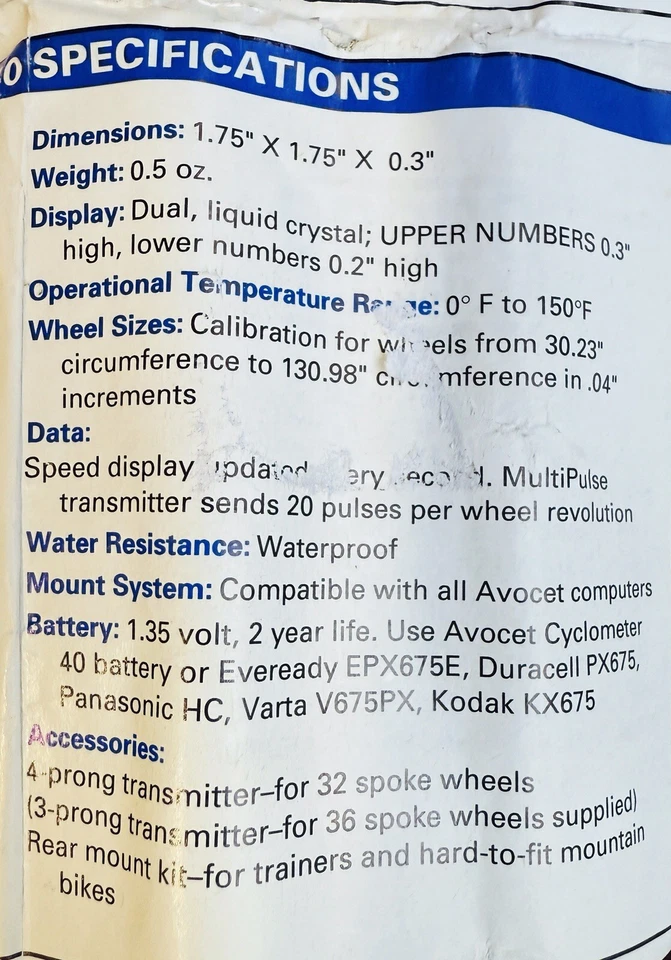 0 SPECIFICATIONS
Dimensions: 1.75" X 1.75" X 0.3"
Weight: 0.5 oz.
Display: Dual, liquid crystal; UPPER NUMBERS 0.3"
high, lower numbers 0.2" high
Operational Temperature Range: 0° F to 150°F
Wheel Sizes: Calibration for wheels from 30.23"
circumference to 130.98" circumference in .04"
increments
Data:
Speed display updated every second. MultiPulse
transmitter sends 20 pulses per wheel revolution
Water Resistance: Waterproof
Mount System: Compatible with all Avocet computers
Battery: 1.35 volt, 2 year life. Use Avocet Cyclometer
40 battery or Eveready EPX675E, Duracell PX675,
Panasonic HC, Varta V675PX, Kodak KX675
Accessories:
4-prong transmitter–for 32 spoke wheels
(3-prong transmitter–for 36 spoke wheels supplied)
Rear mount kit–for trainers and hard-to-fit mountain
bikes